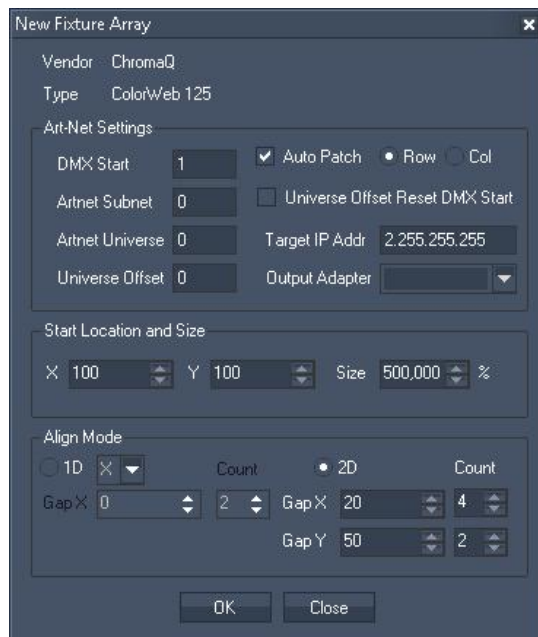 New Fixture Array
Vendor ChromaQ
Type ColorWeb 125
Art-Net Settings
DMX Start 1 Auto Patch Row Col
Artnet Subnet 0 Universe Offset Reset DMX Start
Artnet Universe 0 Target IP Addr 2.255.255.255
Universe Offset 0 Output Adapter
Start Location and Size
X 100 Y 100 Size 500,000 %
Align Mode
1D X Count 2D Count
Gap X 0 2 Gap X 20 4
Gap Y 50 2
OK Close